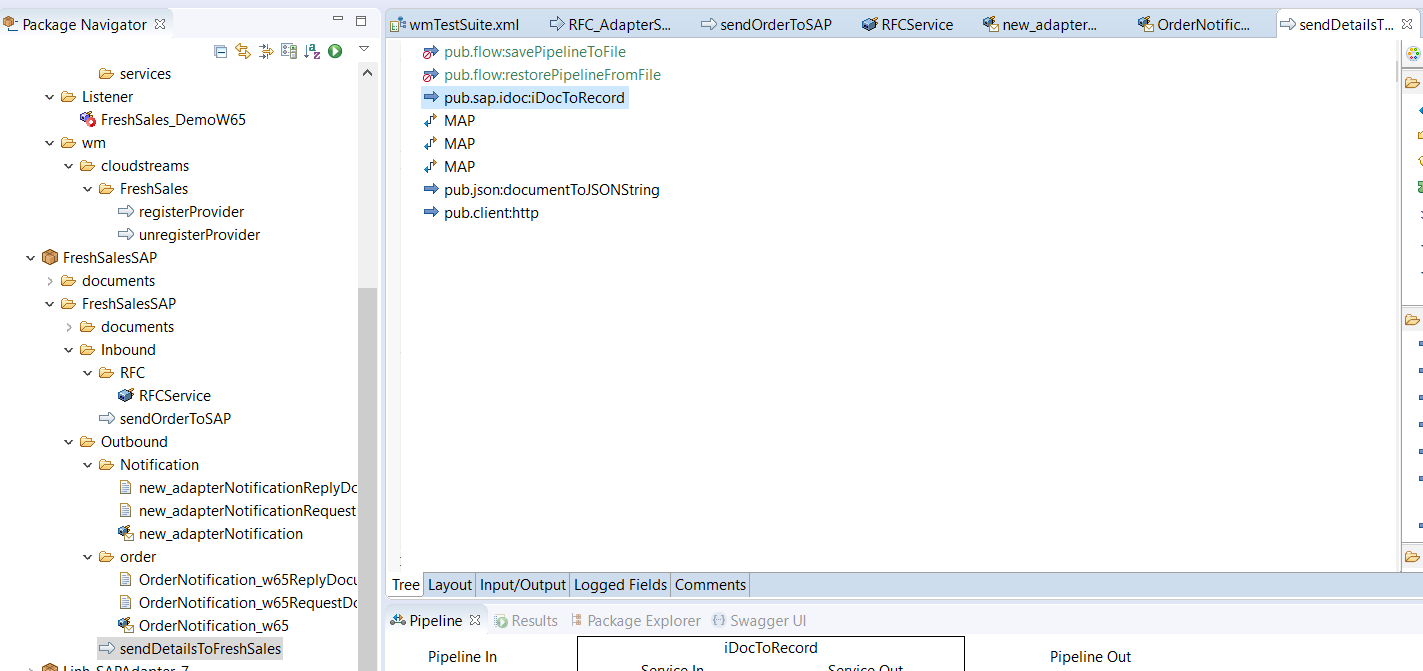 Package Navigator
services
Listener
FreshSales_DemoW65
wm
cloudstreams
FreshSales
registerProvider
unregisterProvider
FreshSalesSAP
documents
FreshSalesSAP
documents
Inbound
RFC
RFCService
sendOrderToSAP
Outbound
Notification
new_adapterNotificationReplyDo
new_adapterNotificationRequest
new_adapterNotification
order
OrderNotification_w65ReplyDocu
OrderNotification_w65RequestDo
OrderNotification_w65
sendDetailsToFreshSales
wmTestSuite.xml RFC_AdapterS... sendOrderToSAP RFCService new_adapter... OrderNotific... sendDetailsT...
pub.flow:savePipelineToFile
pub.flow:restorePipelineFromFile
pub.sap.idoc:iDocToRecord
MAP
MAP
MAP
pub.json:documentToJSONString
pub.client:http
Tree Layout Input/Output Logged Fields Comments
Pipeline Results Package Explorer Swagger UI
Pipeline In iDocToRecord Pipeline Out
Service In Service Out